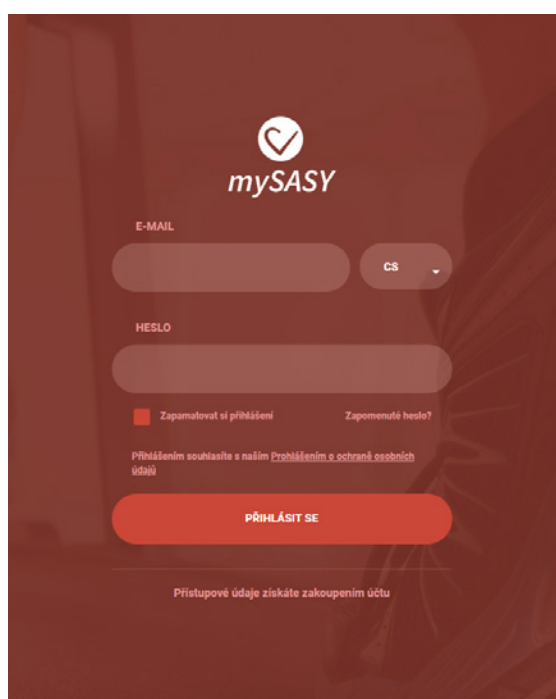 mySASY
E-MAIL
CS
HESLO
Zapamatovat si přihlášení
Zapomenuté heslo?
Přihlášením souhlasíte s naším Prohlášením o ochraně osobních
údajů
PŘIHLÁSIT SE
Přístupové údaje získáte zakoupením účtu